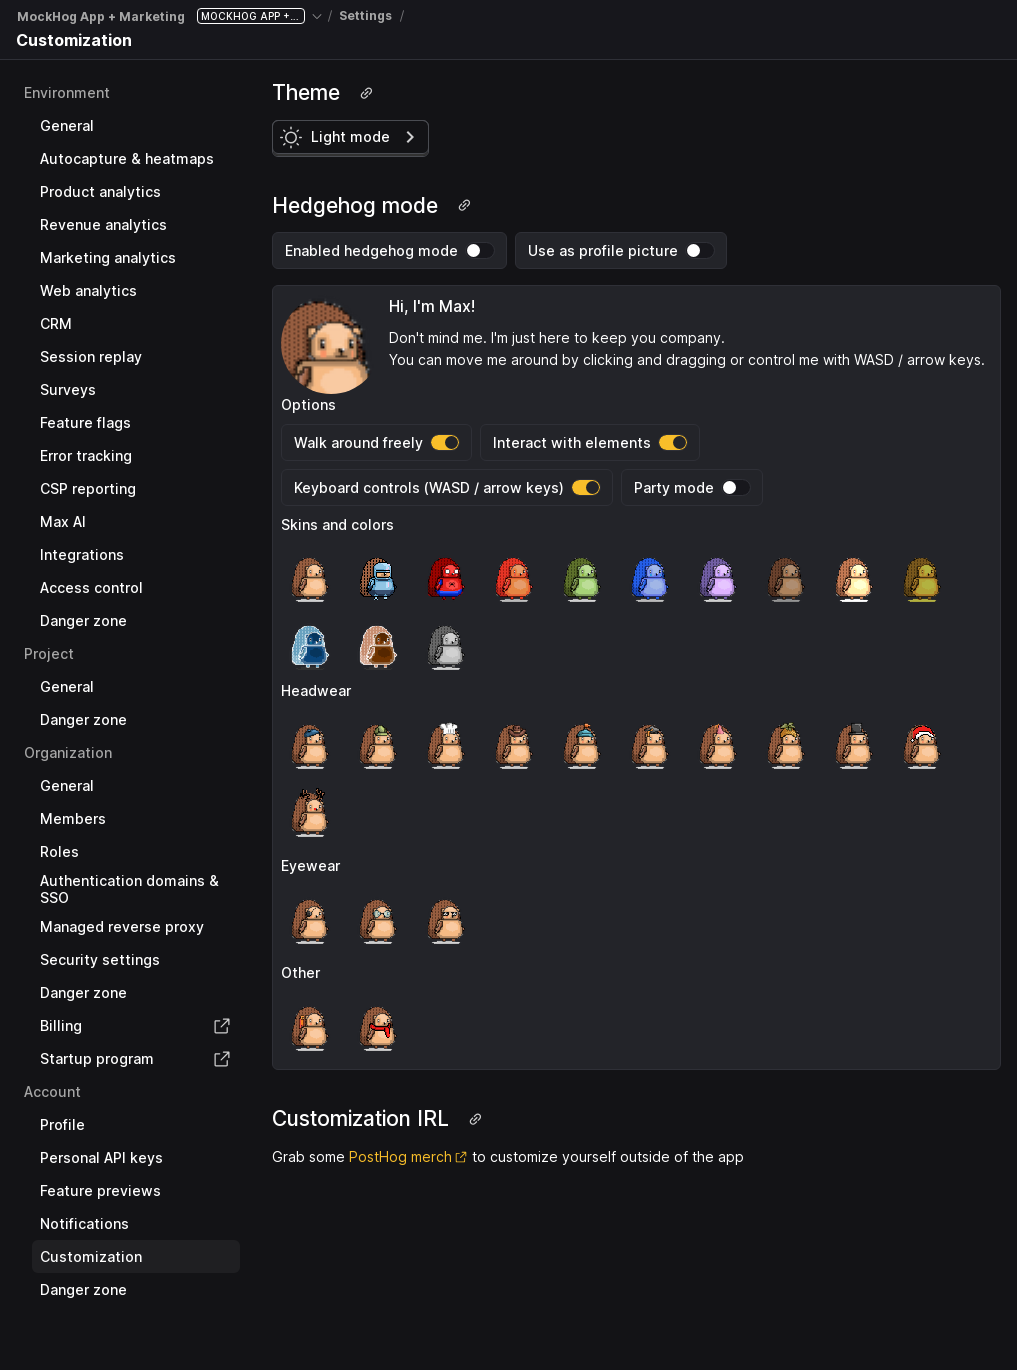 MockHog App + Marketing MOCKHOG APP +... / Settings /
Customization
Environment
General
Autocapture & heatmaps
Product analytics
Revenue analytics
Marketing analytics
Web analytics
CRM
Session replay
Surveys
Feature flags
Error tracking
CSP reporting
Max AI
Integrations
Access control
Danger zone
Project
General
Danger zone
Organization
General
Members
Roles
Authentication domains &
SSO
Managed reverse proxy
Security settings
Danger zone
Billing
Startup program
Account
Profile
Personal API keys
Feature previews
Notifications
Customization
Danger zone
Theme
Light mode
Hedgehog mode
Enabled hedgehog mode Use as profile picture
Hi, I'm Max!
Don't mind me. I'm just here to keep you company.
You can move me around by clicking and dragging or control me with WASD / arrow keys.
Options
Walk around freely Interact with elements
Keyboard controls (WASD / arrow keys) Party mode
Skins and colors
Headwear
Eyewear
Other
Customization IRL
Grab some PostHog merch to customize yourself outside of the app